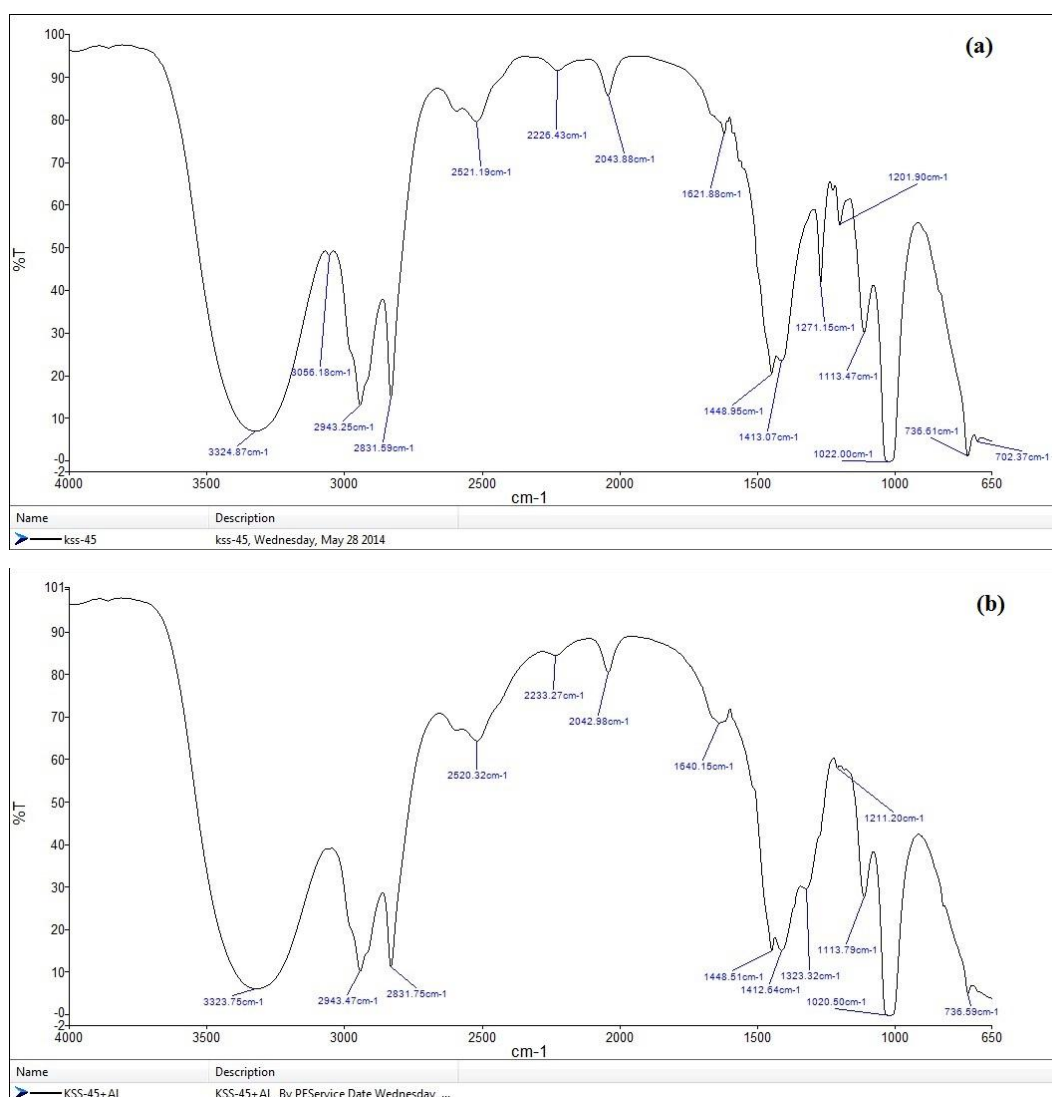 (a)
100
90
80
70
60
50
40
30
20
10
-0
-2
%T
4000 3500 3000 2500 2000 1500 1000 650
cm-1
3324.87cm-1
3056.18cm-1
2943.25cm-1
2831.59cm-1
2521.19cm-1
2226.43cm-1
2043.88cm-1
1621.88cm-1
1448.95cm-1
1413.07cm-1
1271.15cm-1
1201.90cm-1
1113.47cm-1
1022.00cm-1
736.61cm-1
702.37cm-1
Name Description
kss-45 kss-45, Wednesday, May 28 2014
(b)
101
90
80
70
60
50
40
30
20
10
-0
-2
%T
4000 3500 3000 2500 2000 1500 1000 650
cm-1
3323.75cm-1
2943.47cm-1
2831.75cm-1
2520.32cm-1
2233.27cm-1
2042.98cm-1
1640.15cm-1
1448.51cm-1
1412.64cm-1
1323.32cm-1
1211.20cm-1
1113.79cm-1
1020.50cm-1
736.59cm-1
Name Description
KSS-45+AL KSS-45+AL By PEService Date Wednesday, ...